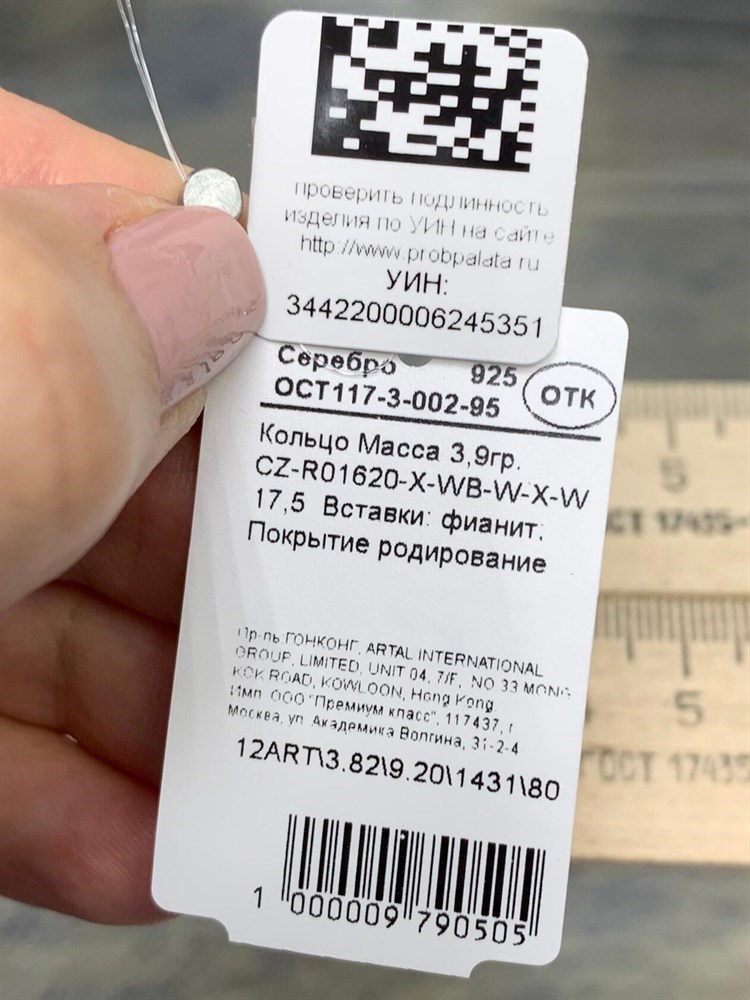 проверить подлинность
изделия по УИН на сайте
http://www.probpalata.ru
УИН:
3442200006245351
Серебро 925
ОСТ117-3-002-95 ОТК
Кольцо Масса 3,9гр.
CZ-R01620-X-WB-W-X-W
17,5 Вставки: фианит;
Покрытие родирование
Пр-ль ГОНКОНГ, ARTAL INTERNATIONAL
GROUP, LIMITED, UNIT 04, 7/F, NO.33 MONG
KOK ROAD, KOWLOON, Hong Kong.
Имп. ООО "Премиум класс", 117437, г
Москва, ул. Академика Волгина, 31-2-4
12ART\3.82\9.20\1431\80
1 000009 790505
5
ГОСТ 17435-
5
ГОСТ 17435